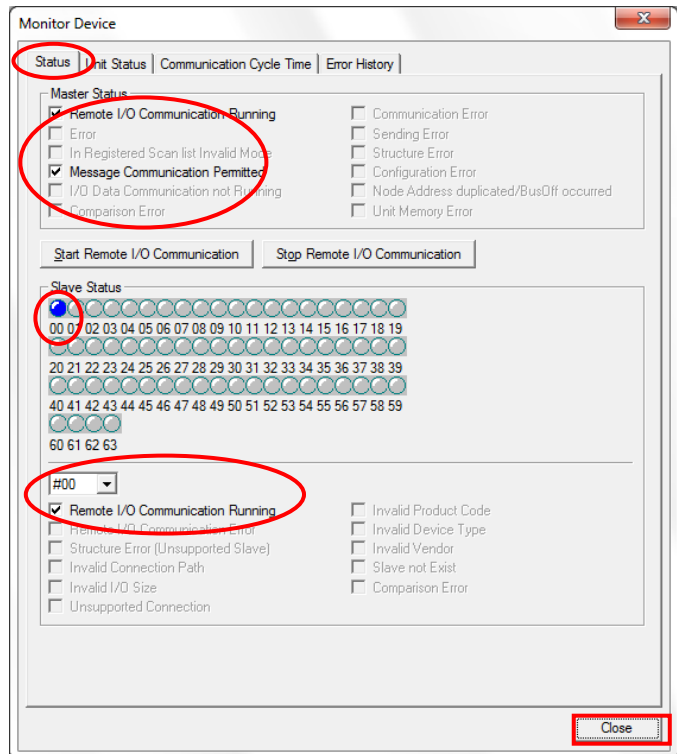 Monitor Device
Status Unit Status Communication Cycle Time Error History
Master Status
Remote I/O Communication Running
Error
In Registered Scan list Invalid Mode
Message Communication Permitted
I/O Data Communication not Running
Comparison Error
Communication Error
Sending Error
Structure Error
Configuration Error
Node Address duplicated/BusOff occurred
Unit Memory Error
Start Remote I/O Communication Stop Remote I/O Communication
Slave Status
00 01 02 03 04 05 06 07 08 09 10 11 12 13 14 15 16 17 18 19
20 21 22 23 24 25 26 27 28 29 30 31 32 33 34 35 36 37 38 39
40 41 42 43 44 45 46 47 48 49 50 51 52 53 54 55 56 57 58 59
60 61 62 63
#00
Remote I/O Communication Running
Remote I/O Communication Error
Structure Error (Unsupported Slave)
Invalid Connection Path
Invalid I/O Size
Unsupported Connection
Invalid Product Code
Invalid Device Type
Invalid Vendor
Slave not Exist
Comparison Error
Close